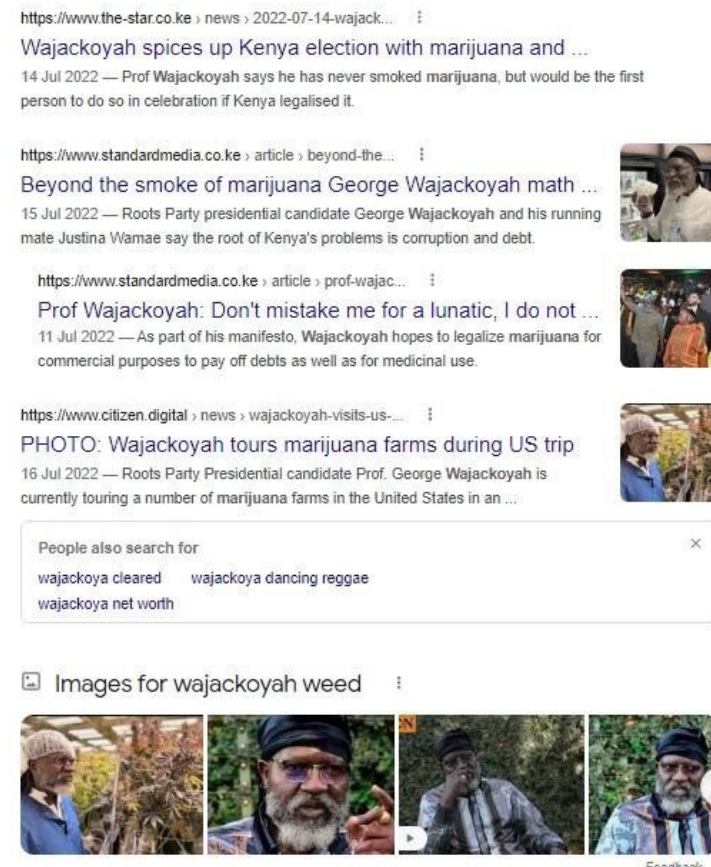 https://www.the-star.co.ke › news › 2022-07-14-wajack...
Wajackoyah spices up Kenya election with marijuana and ...
14 Jul 2022 — Prof Wajackoyah says he has never smoked marijuana, but would be the first
person to do so in celebration if Kenya legalised it.
https://www.standardmedia.co.ke › article › beyond-the...
Beyond the smoke of marijuana George Wajackoyah math ...
15 Jul 2022 — Roots Party presidential candidate George Wajackoyah and his running
mate Justina Wamae say the root of Kenya's problems is corruption and debt.
https://www.standardmedia.co.ke › article › prof-wajac...
Prof Wajackoyah: Don't mistake me for a lunatic, I do not ...
11 Jul 2022 — As part of his manifesto, Wajackoyah hopes to legalize marijuana for
commercial purposes to pay off debts as well as for medicinal use.
https://www.citizen.digital › news › wajackoyah-visits-us-...
PHOTO: Wajackoyah tours marijuana farms during US trip
16 Jul 2022 — Roots Party Presidential candidate Prof. George Wajackoyah is
currently touring a number of marijuana farms in the United States in an ...
People also search for
wajackoya cleared wajackoya dancing reggae
wajackoya net worth
Images for wajackoyah weed
Feedback